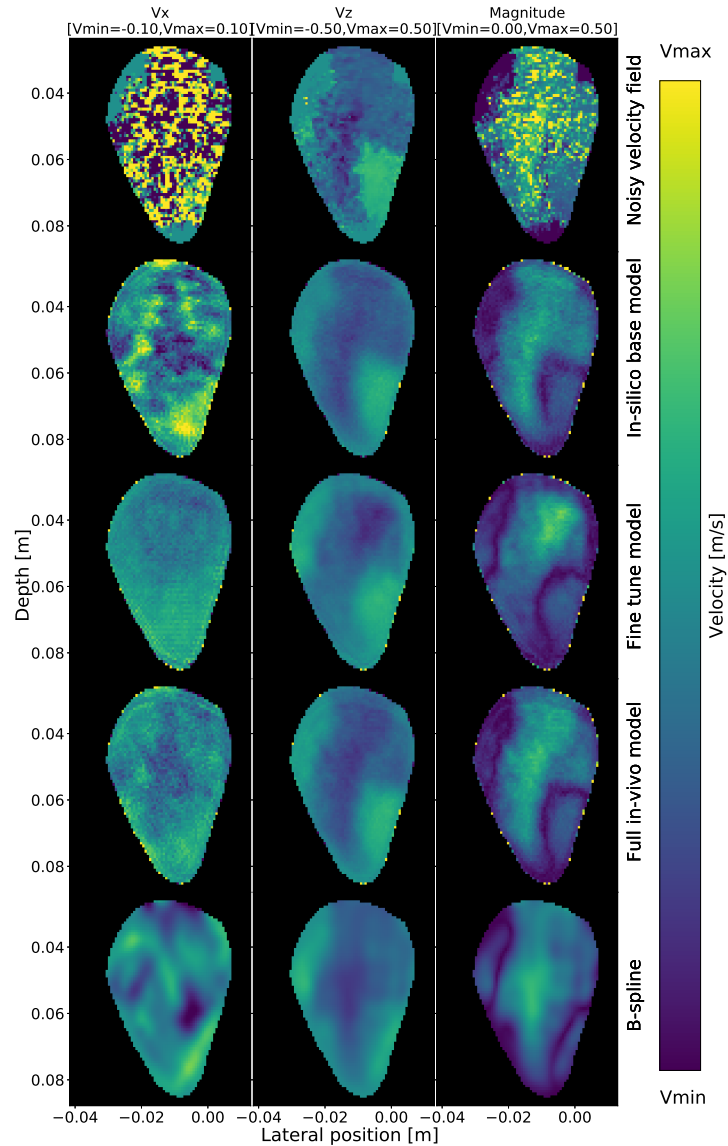 Vx
[Vmin=-0.10,Vmax=0.10]
Vz
[Vmin=-0.50,Vmax=0.50]
Magnitude
[Vmin=0.00,Vmax=0.50]
Vmax
0.04
0.06
0.08
Noisy velocity field
0.04
0.06
0.08
In-silico base model
0.04
0.06
0.08
Fine tune model
Depth [m]
Velocity [m/s]
0.04
0.06
0.08
Full in-vivo model
0.04
0.06
0.08
B-spline
Vmin
−0.04
−0.02
0.00
−0.04
−0.02
0.00
−0.04
−0.02
0.00
Lateral position [m]